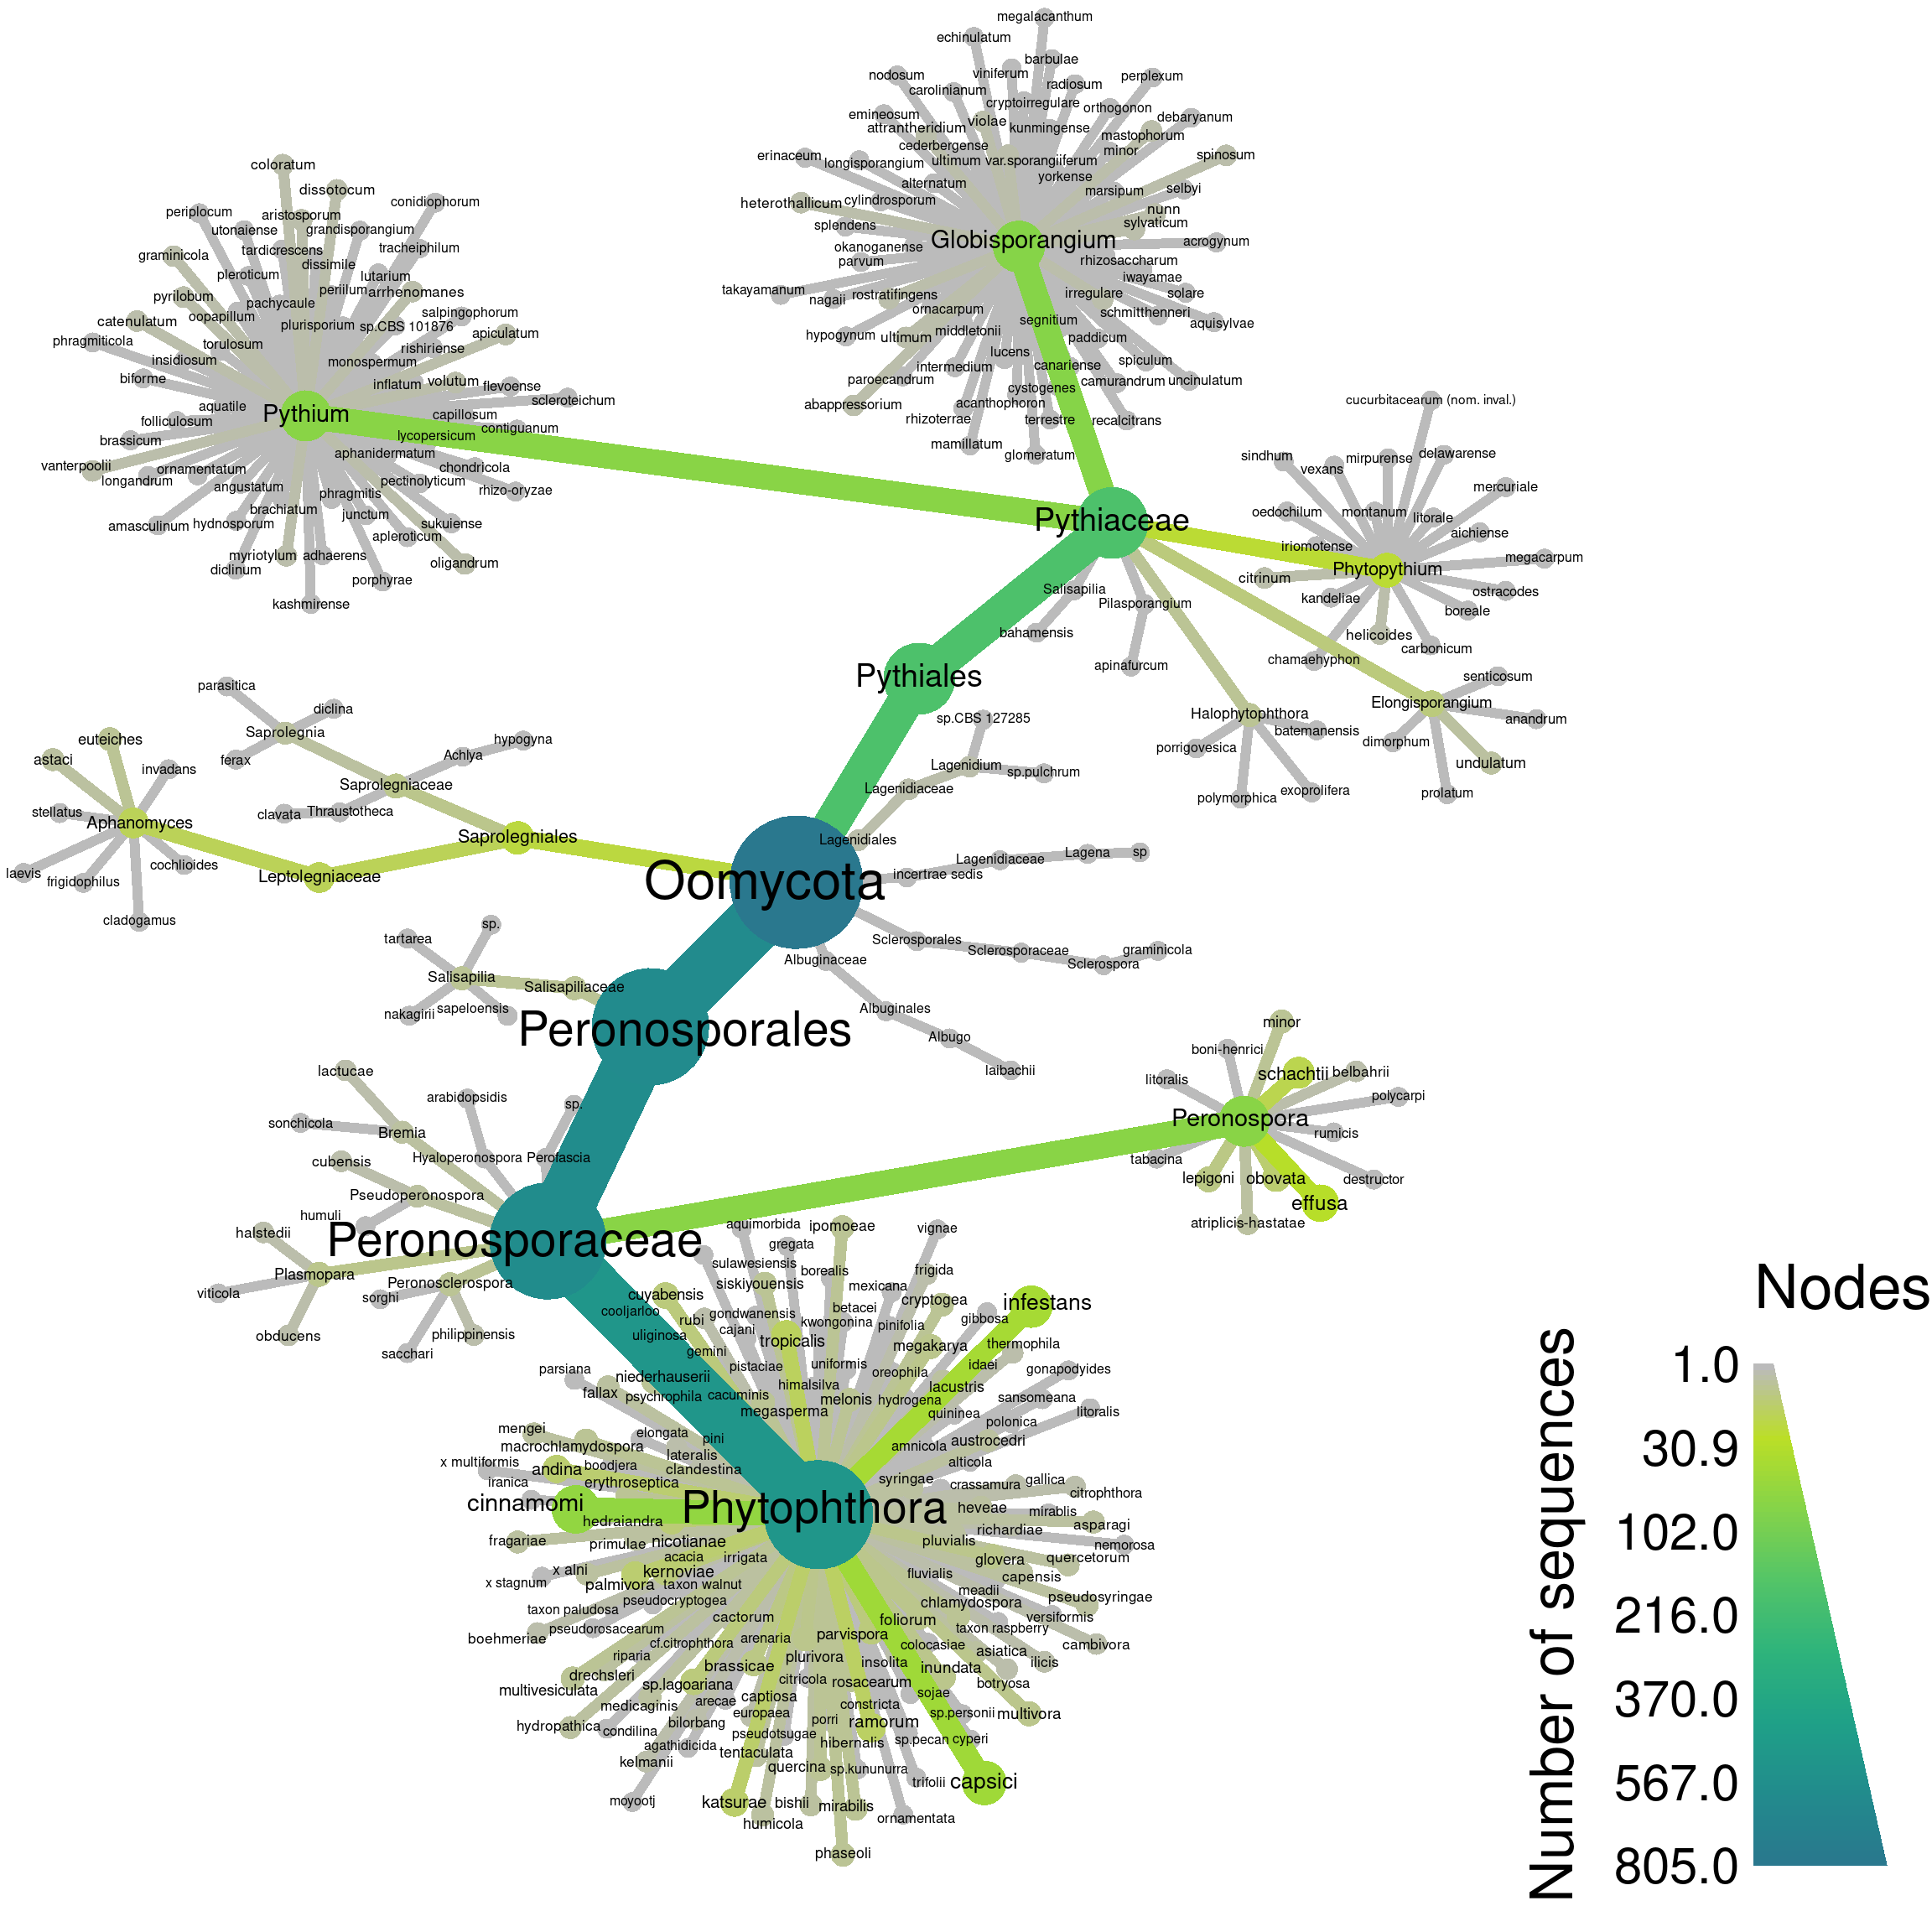 megalacanthum
echinulatum
barbulae
nodosum
viniferum
perplexum
carolinianum
radiosum
cryptoirregulare
orthogonon
emineosum
violae
debaryanum
attrantheridium
kunmingense
mastophorum
cederbergense
minor
erinaceum
longisporangium
ultimum var.sporangiiferum
spinosum
yorkense
alternatum
marsipum
selbyi
heterothallicum
cylindrosporum
nunn
splendens
sylvaticum
Globisporangium
acrogynum
okanoganense
parvum
rhizosaccharum
iwayamae
takayamanum
nagaii
rostratifingens
irregulare
solare
ornacarpum
segnitium
schmitthenneri
aquisylvae
hypogynum
ultimum
middletonii
paddicum
lucens
canariense
spiculum
paroecandrum
intermedium
cystogenes
camurandrum
uncinulatum
abappressorium
acanthophoron
rhizoterrae
terrestre
recalcitrans
mamillatum
glomeratum
coloratum
dissotocum
periplocum
aristosporum
conidiophorum
utonaiense
grandisporangium
graminicola
tardicrescens
tracheiphilum
dissimile
pleroticum
lutarium
pyrilobum
periilum
arrhenomanes
pachycaule
oopapillum
salpingophorum
catenulatum
plurisporium
sp.CBS 101876
apiculatum
phragmiticola
torulosum
rishiriense
insidiosum
monospermum
biforme
inflatum
volutum
flevoense
scleroteichum
aquatile
Pythium
capillosum
folliculosum
contiguanum
brassicum
lycopersicum
vanterpoolii
ornamentatum
aphanidermatum
chondricola
longandrum
angustatum
pectinolyticum
rhizo-oryzae
phragmitis
brachiatum
junctum
amasculinum
hydnosporum
sukuiense
apleroticum
myriotylum
adhaerens
oligandrum
diclinum
porphyrae
kashmirense
cucurbitacearum (nom. inval.)
sindhum
vexans
mirpurense
delawarense
mercuriale
oedochilum
montanum
litorale
aichiense
iriomotense
megacarpum
Phytopythium
citrinum
ostracodes
kandeliae
boreale
helicoides
carbonicum
chamaehyphon
Pythiaceae
Salisapilia
Pilasporangium
bahamensis
apinafurcum
Pythiales
senticosum
Elongisporangium
anandrum
dimorphum
undulatum
prolatum
Halophytophthora
batemanensis
porrigovesica
exoprolifera
polymorphica
sp.CBS 127285
Lagenidium
sp.pulchrum
Lagenidiaceae
Lagenidiales
parasitica
diclina
Saprolegnia
ferax
hypogyna
Achlya
Saprolegniaceae
clavata
Thraustotheca
euteiches
astaci
invadans
stellatus
Aphanomyces
Saprolegniales
laevis
frigidophilus
cochlioides
Leptolegniaceae
cladogamus
Oomycota
incertrae sedis
Lagenidiaceae
Lagena
sp
Sclerosporales
Sclerosporaceae
Sclerospora
graminicola
Albuginaceae
Albuginales
Albugo
laibachii
sp.
tartarea
Salisapilia
Salisapiliaceae
nakagirii
sapeloensis
Peronosporales
lactucae
arabidopsidis
sp.
sonchicola
Bremia
cubensis
Hyaloperonospora
Perofascia
Pseudoperonospora
humuli
halstedii
Peronosporaceae
Plasmopara
Peronosclerospora
viticola
sorghi
obducens
philippinensis
sacchari
minor
boni-henrici
schachtii
belbahrii
litoralis
polycarpi
Peronospora
rumicis
tabacina
lepigoni
obovata
destructor
effusa
atriplicis-hastatae
aquimorbida
ipomoeae
vignae
gregata
sulawesiensis
borealis
frigida
siskiyouensis
mexicana
cuyabensis
cryptogea
infestans
cooljarloo
rubi
gondwanensis
betacei
gibbosa
cajani
kwongonina
pinifolia
uliginosa
tropicalis
megakarya
thermophila
gemini
pistaciae
uniformis
oreophila
idaei
gonapodyides
parsiana
niederhauserii
himalsilva
lacustris
fallax
psychrophila
cacuminis
melonis
hydrogena
sansomeana
megasperma
quininea
polonica
litoralis
mengei
elongata
pini
macrochlamydospora
lateralis
amnicola
austrocedri
x multiformis
andina
boodjera
clandestina
alticola
iranica
erythroseptica
syringae
crassamura
gallica
cinnamomi
Phytophthora
heveae
mirablis
citrophthora
hedraiandra
richardiae
asparagi
fragariae
primulae
nicotianae
pluvialis
nemorosa
acacia
irrigata
glovera
quercetorum
x alni
kernoviae
fluvialis
capensis
x stagnum
palmivora
taxon walnut
meadii
pseudosyringae
pseudocryptogea
chlamydospora
taxon paludosa
cactorum
foliorum
versiformis
pseudorosacearum
taxon raspberry
boehmeriae
cf.citrophthora
arenaria
parvispora
colocasiae
cambivora
riparia
plurivora
asiatica
ilicis
drechsleri
brassicae
insolita
inundata
multivesiculata
sp.lagoariana
citricola
rosacearum
botryosa
medicaginis
arecae
captiosa
sojae
europaea
constricta
sp.personii
multivora
hydropathica
condilina
bilorbang
porri
ramorum
agathidicida
pseudotsugae
hibernalis
sp.pecan
cyperi
kelmanii
tentaculata
quercina
sp.kununurra
trifolii
capsici
moyootj
katsurae
bishii
mirabilis
humicola
ornamentata
phaseoli
Nodes
Number of sequences
1.0
30.9
102.0
216.0
370.0
567.0
805.0